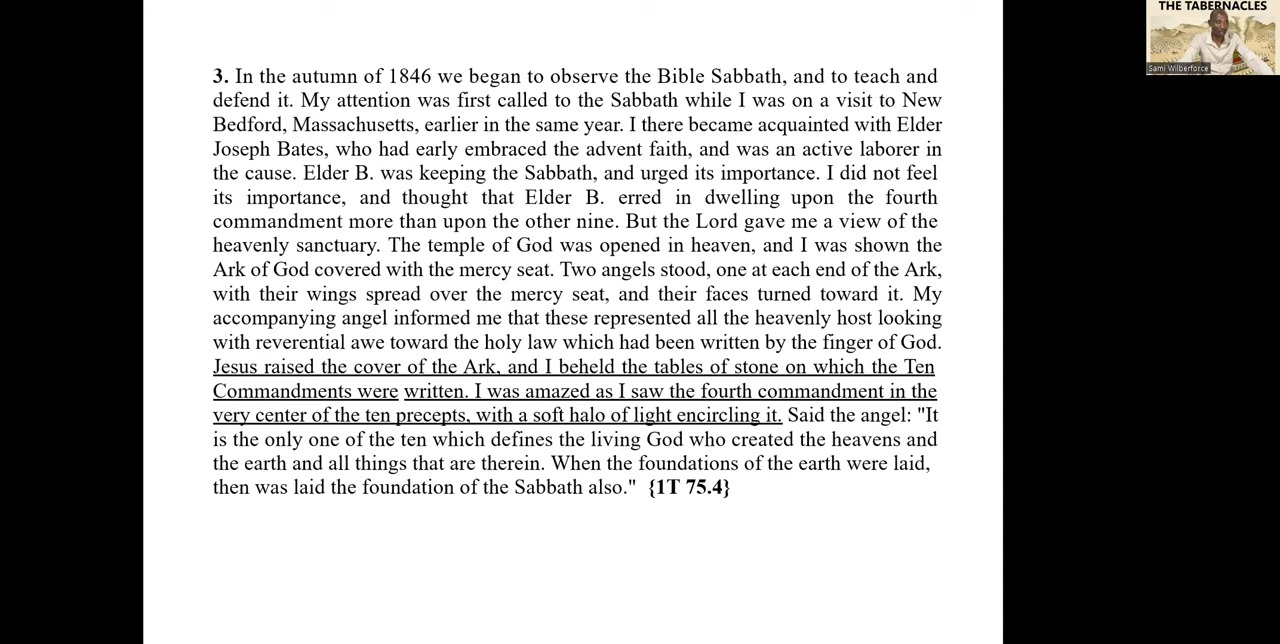 THE TABERNACLES
Sami Wilberforce
3. In the autumn of 1846 we began to observe the Bible Sabbath, and to teach and
defend it. My attention was first called to the Sabbath while I was on a visit to New
Bedford, Massachusetts, earlier in the same year. I there became acquainted with Elder
Joseph Bates, who had early embraced the advent faith, and was an active laborer in
the cause. Elder B. was keeping the Sabbath, and urged its importance. I did not feel
its importance, and thought that Elder B. erred in dwelling upon the fourth
commandment more than upon the other nine. But the Lord gave me a view of the
heavenly sanctuary. The temple of God was opened in heaven, and I was shown the
Ark of God covered with the mercy seat. Two angels stood, one at each end of the Ark,
with their wings spread over the mercy seat, and their faces turned toward it. My
accompanying angel informed me that these represented all the heavenly host looking
with reverential awe toward the holy law which had been written by the finger of God.
Jesus raised the cover of the Ark, and I beheld the tables of stone on which the Ten
Commandments were written. I was amazed as I saw the fourth commandment in the
very center of the ten precepts, with a soft halo of light encircling it. Said the angel: "It
is the only one of the ten which defines the living God who created the heavens and
the earth and all things that are therein. When the foundations of the earth were laid,
then was laid the foundation of the Sabbath also." {1T 75.4}